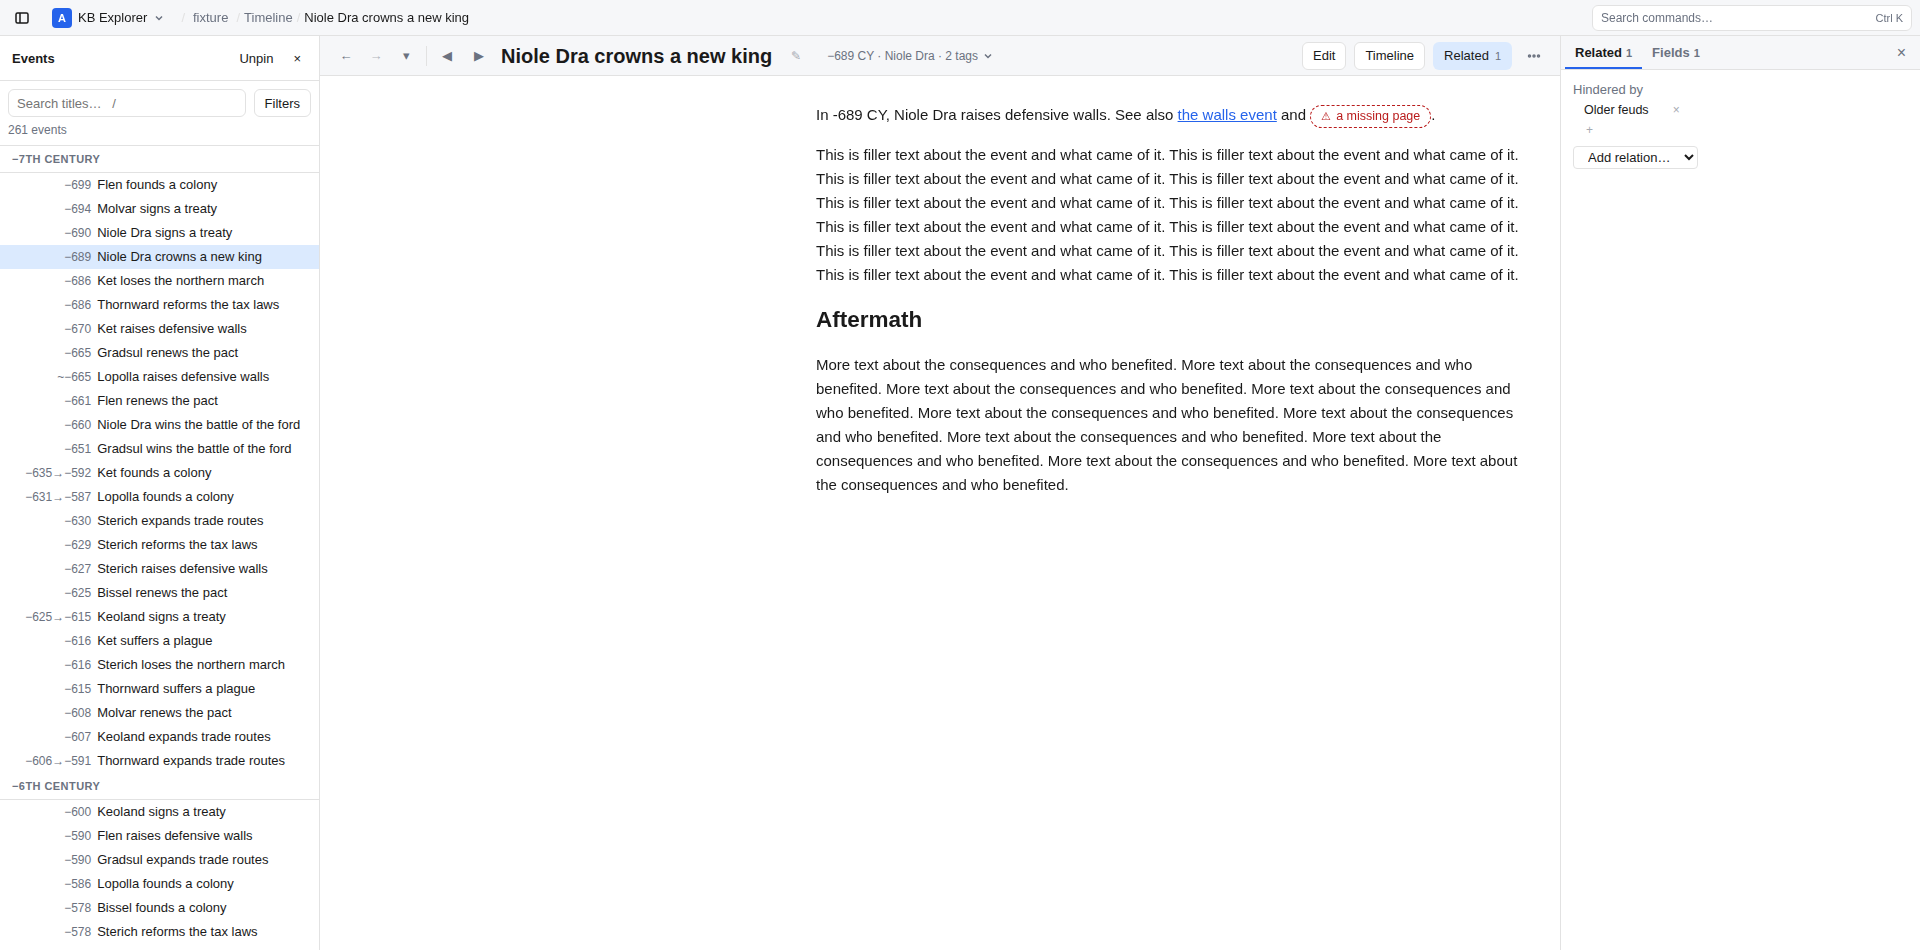 A KB Explorer / fixture / Timeline / Niole Dra crowns a new king
Search commands… Ctrl K
Events Unpin ×
Search titles… / Filters
261 events
−7TH CENTURY
−699 Flen founds a colony
−694 Molvar signs a treaty
−690 Niole Dra signs a treaty
−689 Niole Dra crowns a new king
−686 Ket loses the northern march
−686 Thornward reforms the tax laws
−670 Ket raises defensive walls
−665 Gradsul renews the pact
~−665 Lopolla raises defensive walls
−661 Flen renews the pact
−660 Niole Dra wins the battle of the ford
−651 Gradsul wins the battle of the ford
−635→−592 Ket founds a colony
−631→−587 Lopolla founds a colony
−630 Sterich expands trade routes
−629 Sterich reforms the tax laws
−627 Sterich raises defensive walls
−625 Bissel renews the pact
−625→−615 Keoland signs a treaty
−616 Ket suffers a plague
−616 Sterich loses the northern march
−615 Thornward suffers a plague
−608 Molvar renews the pact
−607 Keoland expands trade routes
−606→−591 Thornward expands trade routes
−6TH CENTURY
−600 Keoland signs a treaty
−590 Flen raises defensive walls
−590 Gradsul expands trade routes
−586 Lopolla founds a colony
−578 Bissel founds a colony
−578 Sterich reforms the tax laws
← → ▾ ◀ ▶ Niole Dra crowns a new king ✎ −689 CY · Niole Dra · 2 tags
Edit Timeline Related 1 •••
In -689 CY, Niole Dra raises defensive walls. See also the walls event and ⚠ a missing page.
This is filler text about the event and what came of it. This is filler text about the event and what came of it.
This is filler text about the event and what came of it. This is filler text about the event and what came of it.
This is filler text about the event and what came of it. This is filler text about the event and what came of it.
This is filler text about the event and what came of it. This is filler text about the event and what came of it.
This is filler text about the event and what came of it. This is filler text about the event and what came of it.
This is filler text about the event and what came of it. This is filler text about the event and what came of it.
Aftermath
More text about the consequences and who benefited. More text about the consequences and who
benefited. More text about the consequences and who benefited. More text about the consequences and
who benefited. More text about the consequences and who benefited. More text about the consequences
and who benefited. More text about the consequences and who benefited. More text about the
consequences and who benefited. More text about the consequences and who benefited. More text about
the consequences and who benefited.
Related 1 Fields 1 ×
Hindered by
Older feuds ×
+
Add relation…